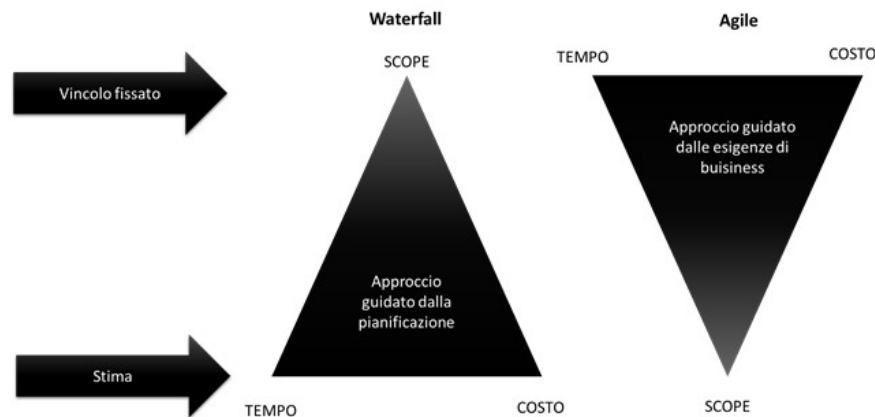 Waterfall
Agile
SCOPE
TEMPO
COSTO
Vincolo fissato
Approccio guidato
dalle esigenze di
buisiness
Approccio
guidato dalla
pianificazione
Stima
TEMPO
COSTO
SCOPE